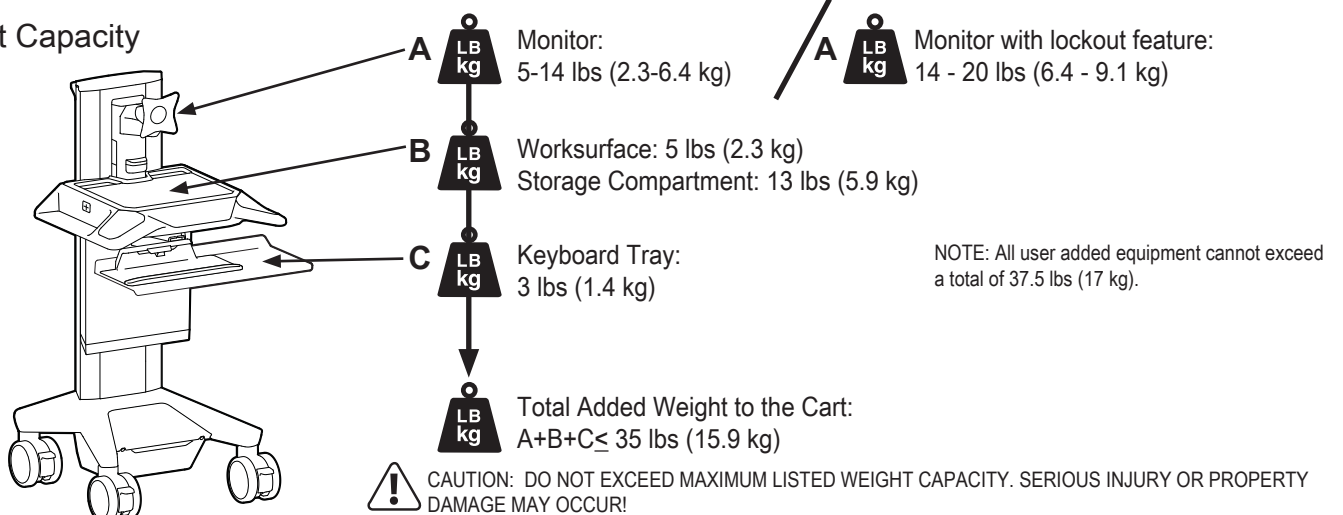 t Capacity
A
LB
kg
Monitor:
5-14 lbs (2.3-6.4 kg)
A
LB
kg
Monitor with lockout feature:
14 - 20 lbs (6.4 - 9.1 kg)
B
LB
kg
Worksurface: 5 lbs (2.3 kg)
Storage Compartment: 13 lbs (5.9 kg)
C
LB
kg
Keyboard Tray:
3 lbs (1.4 kg)
NOTE: All user added equipment cannot exceed
a total of 37.5 lbs (17 kg).
LB
kg
Total Added Weight to the Cart:
A+B+C≤ 35 lbs (15.9 kg)
CAUTION: DO NOT EXCEED MAXIMUM LISTED WEIGHT CAPACITY. SERIOUS INJURY OR PROPERTY
DAMAGE MAY OCCUR!